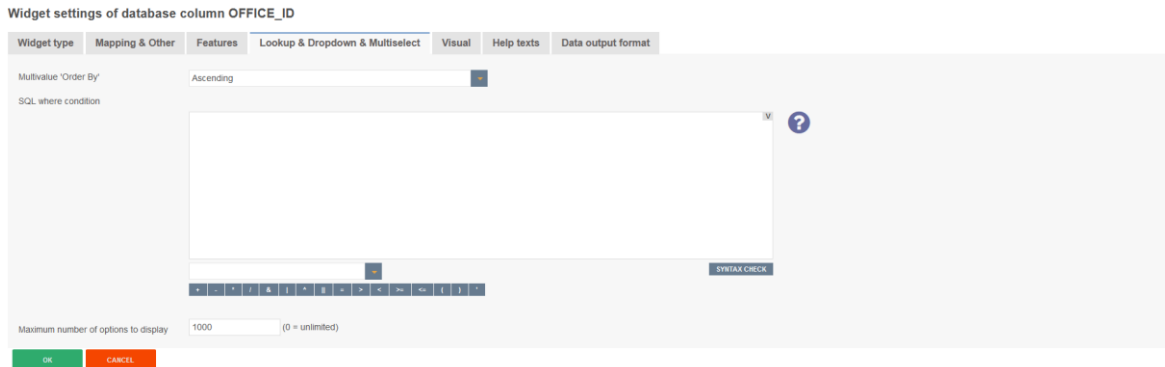 Widget settings of database column OFFICE_ID
Widget type Mapping & Other Features Lookup & Dropdown & Multiselect Visual Help texts Data output format
Multivalue 'Order By' Ascending
SQL where condition
V
?
SYNTAX CHECK
+ - * / & | ^ || = > < >= <= ( )
Maximum number of options to display 1000 (0 = unlimited)
OK CANCEL